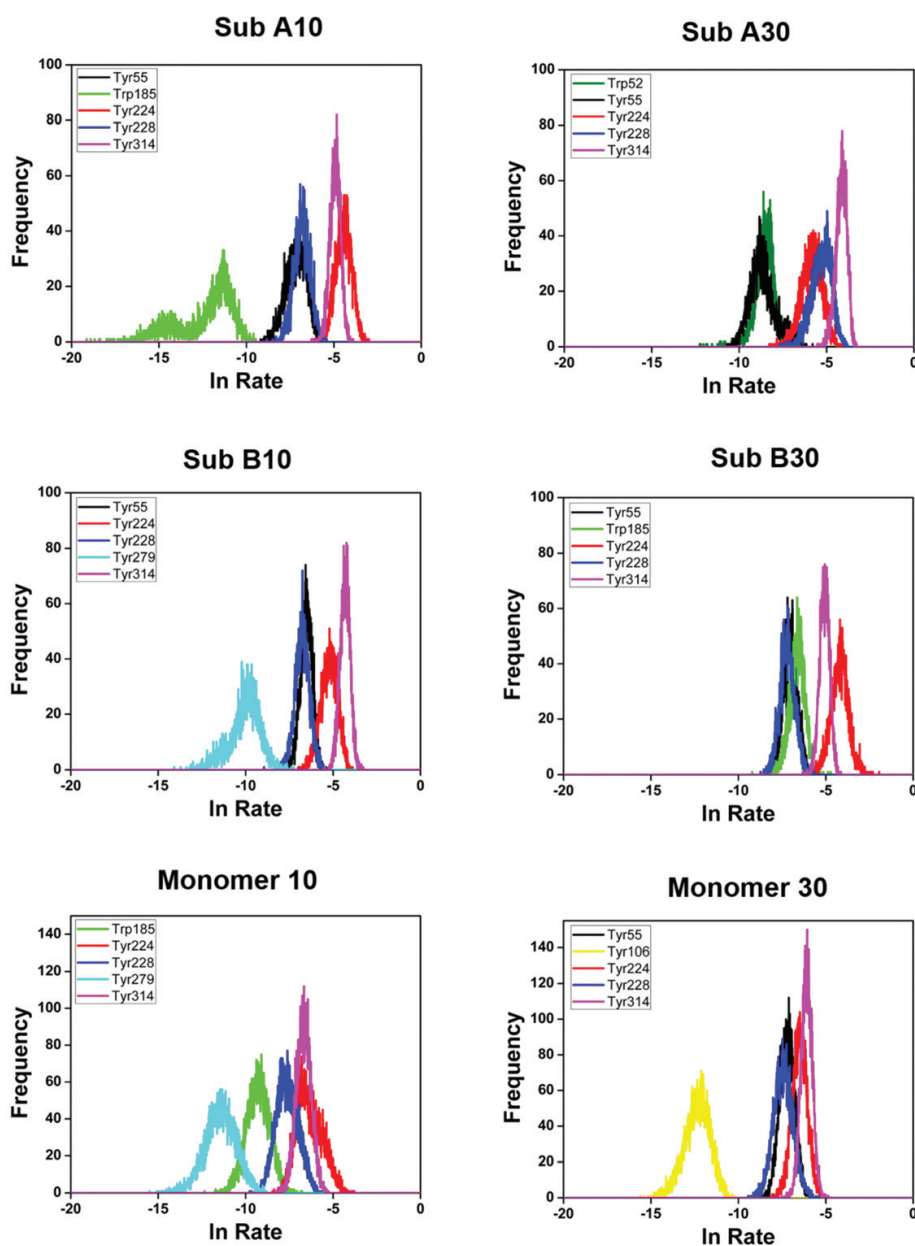 Sub A10
100
80
60
40
20
0
Frequency
Tyr55
Trp185
Tyr224
Tyr228
Tyr314
-20
-15
-10
-5
0
ln Rate
Sub A30
100
80
60
40
20
0
Frequency
Trp52
Tyr55
Tyr224
Tyr228
Tyr314
-20
-15
-10
-5
0
ln Rate
Sub B10
100
80
60
40
20
0
Frequency
Tyr55
Tyr224
Tyr228
Tyr279
Tyr314
-20
-15
-10
-5
0
ln Rate
Sub B30
100
80
60
40
20
0
Frequency
Tyr55
Trp185
Tyr224
Tyr228
Tyr314
-20
-15
-10
-5
0
ln Rate
Monomer 10
140
120
100
80
60
40
20
0
Frequency
Trp185
Tyr224
Tyr228
Tyr279
Tyr314
-20
-15
-10
-5
0
ln Rate
Monomer 30
140
120
100
80
60
40
20
0
Frequency
Tyr55
Tyr106
Tyr224
Tyr228
Tyr314
-20
-15
-10
-5
0
ln Rate